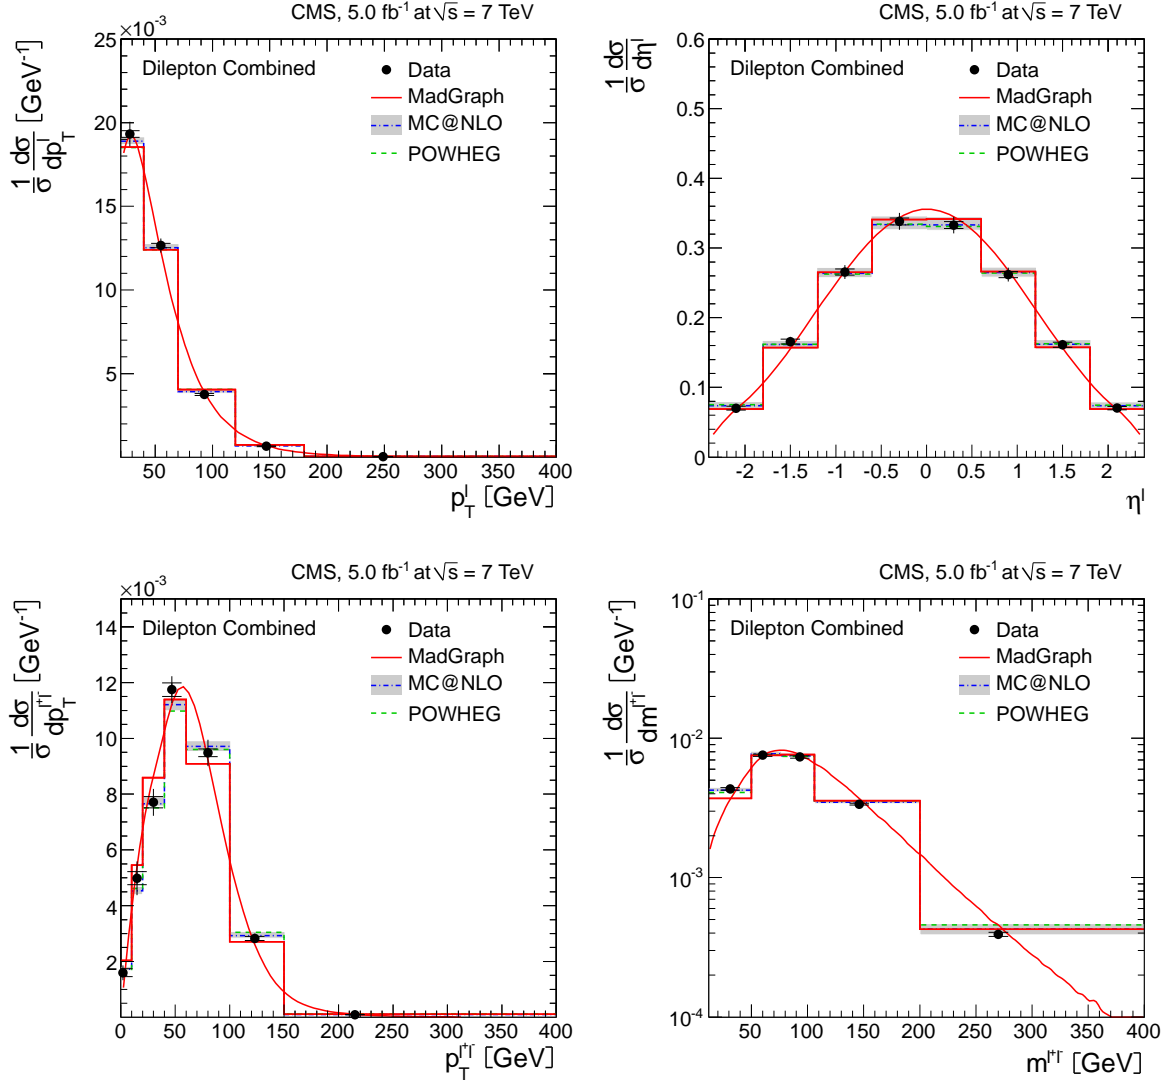 CMS, 5.0 fb⁻¹ at √s = 7 TeV
×10⁻³
1/σ dσ/dp_T^l [GeV⁻¹]
Dilepton Combined
Data
MadGraph
MC@NLO
POWHEG
25
20
15
10
5
50 100 150 200 250 300 350 400
p_T^l [GeV]
CMS, 5.0 fb⁻¹ at √s = 7 TeV
1/σ dσ/dη^l
Dilepton Combined
Data
MadGraph
MC@NLO
POWHEG
0.6
0.5
0.4
0.3
0.2
0.1
0
-2 -1.5 -1 -0.5 0 0.5 1 1.5 2
η^l
CMS, 5.0 fb⁻¹ at √s = 7 TeV
×10⁻³
1/σ dσ/dp_T^{l⁺l⁻} [GeV⁻¹]
Dilepton Combined
Data
MadGraph
MC@NLO
POWHEG
14
12
10
8
6
4
2
0 50 100 150 200 250 300 350 400
p_T^{l⁺l⁻} [GeV]
CMS, 5.0 fb⁻¹ at √s = 7 TeV
1/σ dσ/dm^{l⁺l⁻} [GeV⁻¹]
Dilepton Combined
Data
MadGraph
MC@NLO
POWHEG
10⁻¹
10⁻²
10⁻³
10⁻⁴
50 100 150 200 250 300 350 400
m^{l⁺l⁻} [GeV]